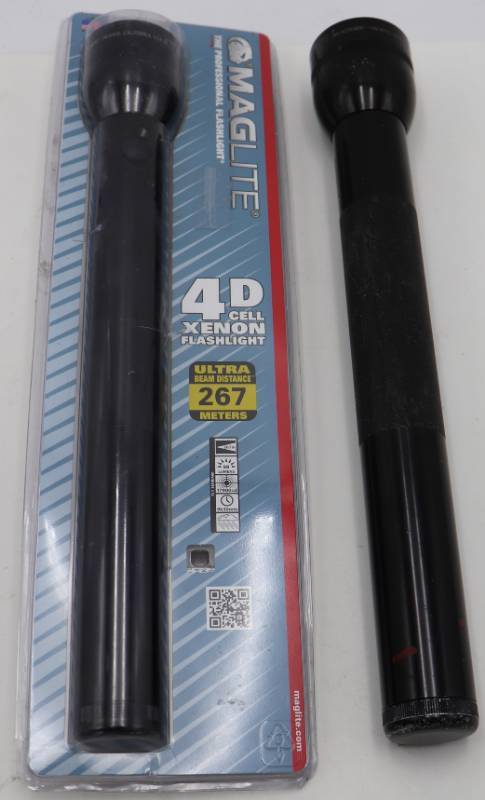 MAGLITE®
THE PROFESSIONAL FLASHLIGHT®
4D
CELL
XENON
FLASHLIGHT
ULTRA
BEAM DISTANCE
267
METERS
maglite.com